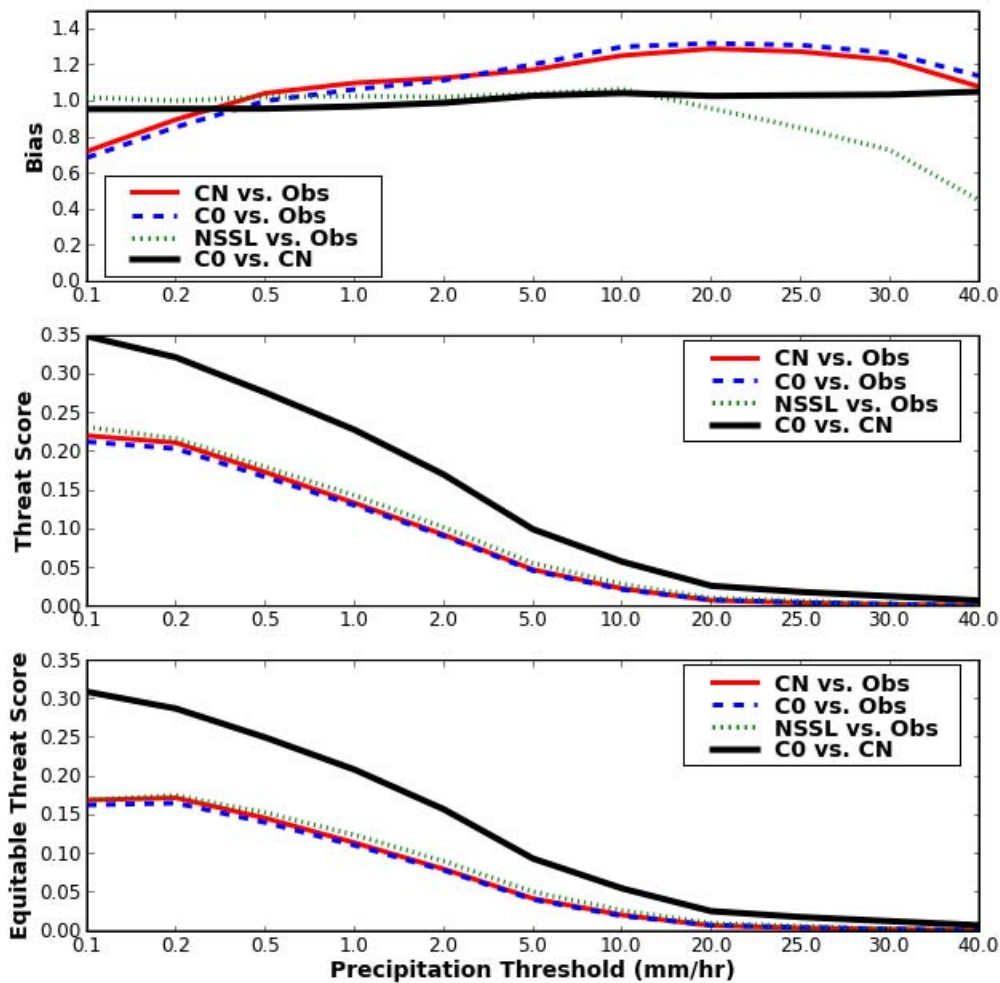 1.4
1.2
1.0
0.8
0.6
0.4
0.2
0.0
Bias
CN vs. Obs
C0 vs. Obs
NSSL vs. Obs
C0 vs. CN
0.1 0.2 0.5 1.0 2.0 5.0 10.0 20.0 25.0 30.0 40.0
0.35
0.30
0.25
0.20
0.15
0.10
0.05
0.00
Threat Score
CN vs. Obs
C0 vs. Obs
NSSL vs. Obs
C0 vs. CN
0.1 0.2 0.5 1.0 2.0 5.0 10.0 20.0 25.0 30.0 40.0
0.35
0.30
0.25
0.20
0.15
0.10
0.05
0.00
Equitable Threat Score
CN vs. Obs
C0 vs. Obs
NSSL vs. Obs
C0 vs. CN
0.1 0.2 0.5 1.0 2.0 5.0 10.0 20.0 25.0 30.0 40.0
Precipitation Threshold (mm/hr)